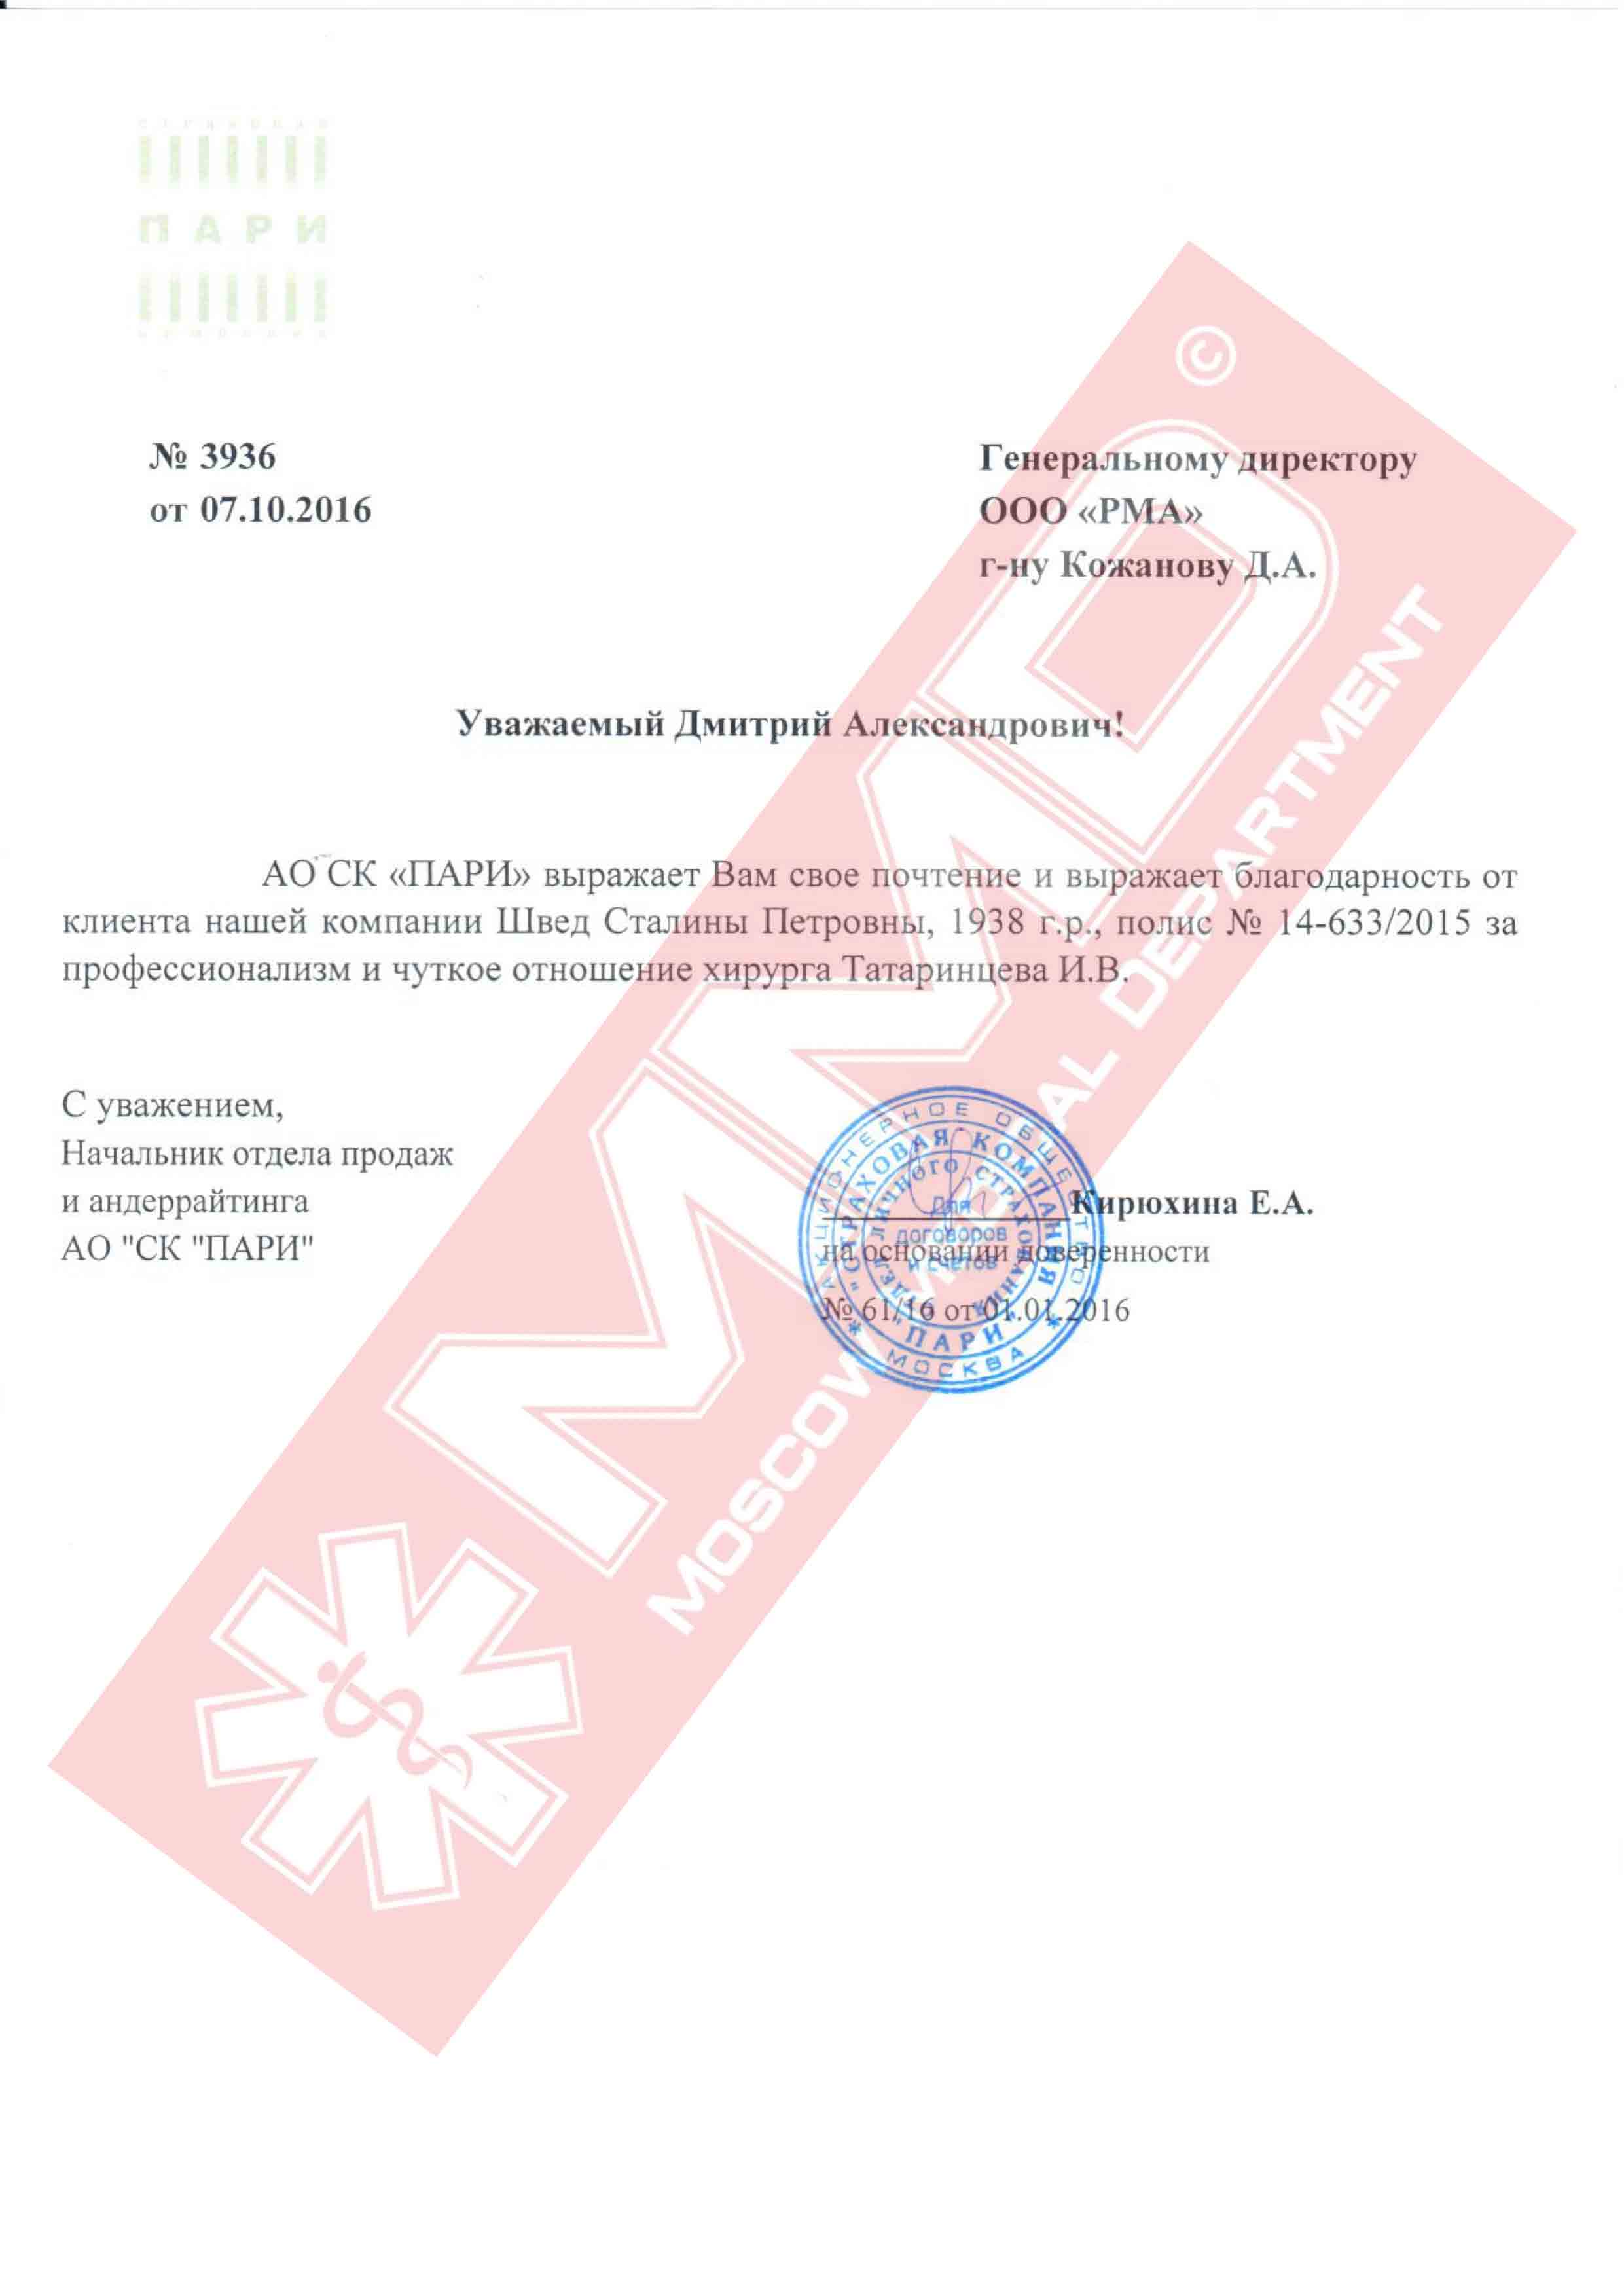 СТРАХОВАЯ
ПАРИ
КОМПАНИЯ
№ 3936
от 07.10.2016
Генеральному директору
ООО «РМА»
г-ну Кожанову Д.А.
Уважаемый Дмитрий Александрович!
АО СК «ПАРИ» выражает Вам свое почтение и выражает благодарность от
клиента нашей компании Швед Сталины Петровны, 1938 г.р., полис № 14-633/2015 за
профессионализм и чуткое отношение хирурга Татаринцева И.В.
С уважением,
Начальник отдела продаж
и андеррайтинга
АО "СК "ПАРИ"
Кирюхина Е.А.
на основании доверенности
№ 61/16 от 01.01.2016
АКЦИОНЕРНОЕ ОБЩЕСТВО
* МОСКВА *
"СТРАХОВАЯ КОМПАНИЯ
"ПАРИ"
ОТДЕЛ ЛИЧНОГО СТРАХОВАНИЯ
Для
договоров
и счетов
©
MMD
MOSCOW MEDICAL DEPARTMENT